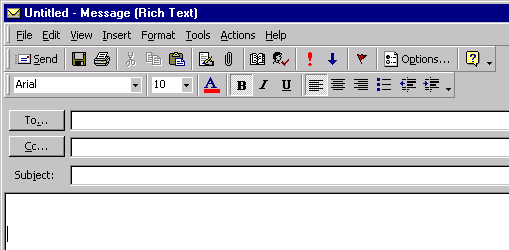 Untitled - Message (Rich Text)
File Edit View Insert Format Tools Actions Help
Send Options... ?
Arial 10 A B I U
To...
Cc...
Subject: